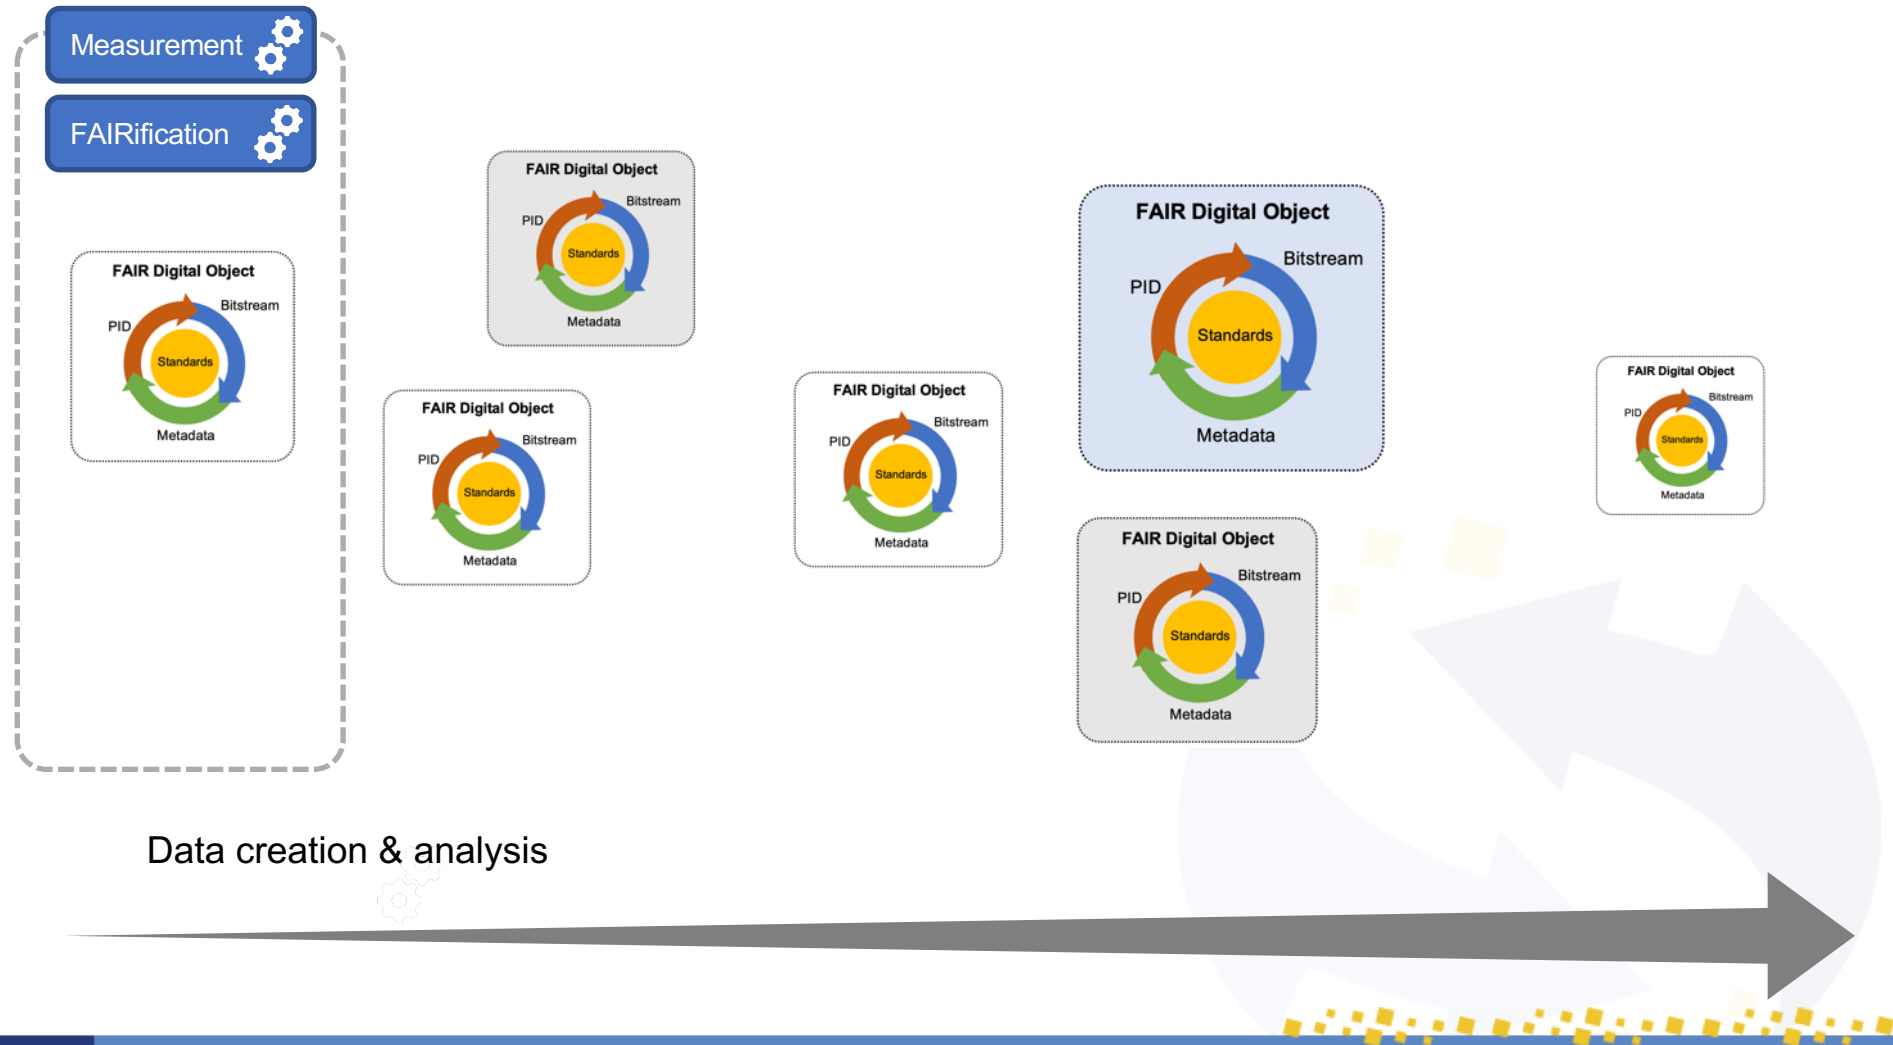 Measurement
FAIRification
FAIR Digital Object
Bitstream
PID
Standards
Metadata
FAIR Digital Object
Bitstream
PID
Standards
Metadata
FAIR Digital Object
Bitstream
PID
Standards
Metadata
FAIR Digital Object
Bitstream
PID
Standards
Metadata
FAIR Digital Object
Bitstream
PID
Standards
Metadata
FAIR Digital Object
Bitstream
PID
Standards
Metadata
FAIR Digital Object
Bitstream
PID
Standards
Metadata
Data creation & analysis